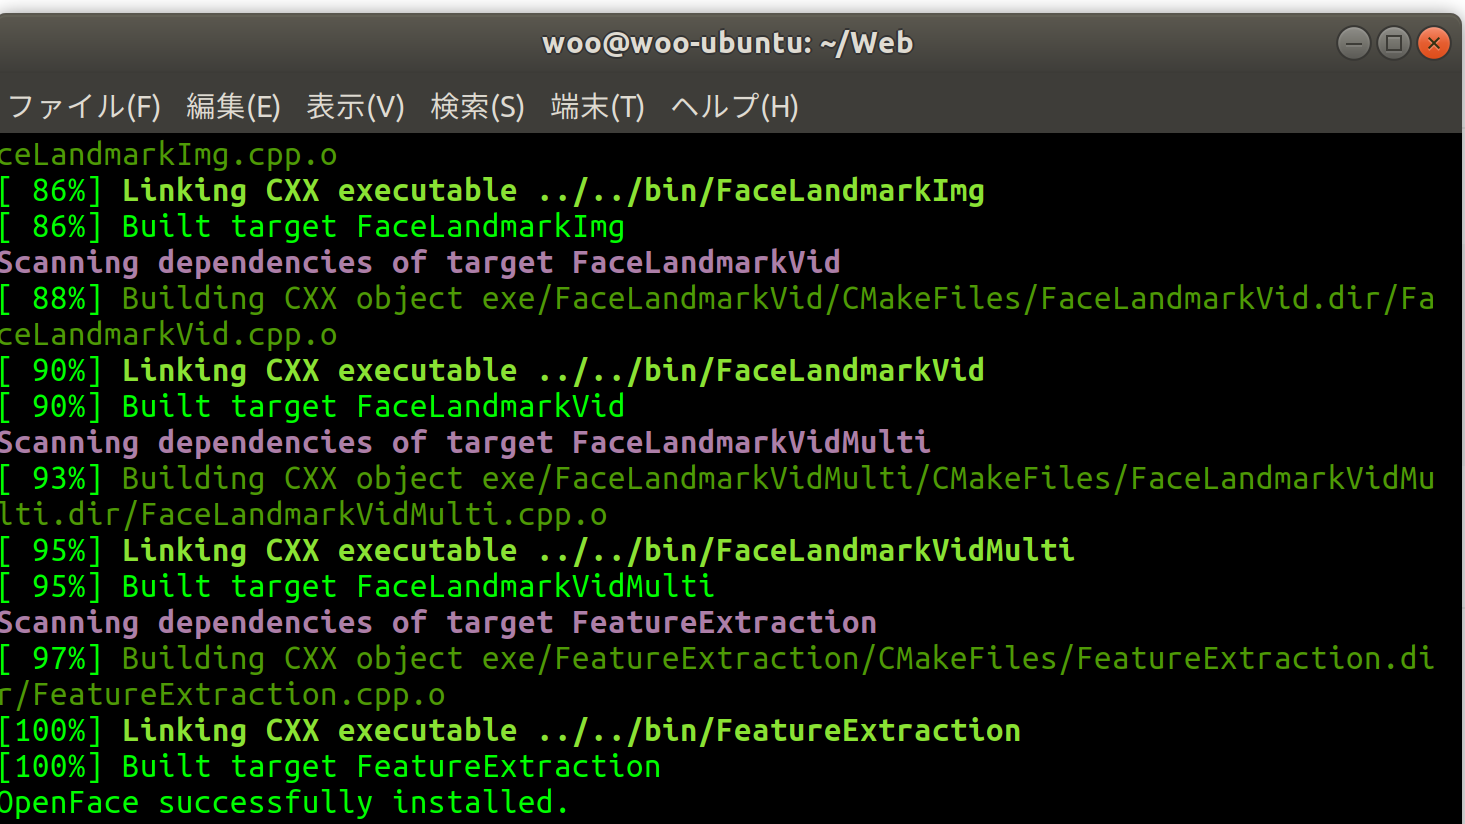 woo@woo-ubuntu: ~/Web
ファイル(F) 編集(E) 表示(V) 検索(S) 端末(T) ヘルプ(H)
ceLandmarkImg.cpp.o
[ 86%] Linking CXX executable ../../bin/FaceLandmarkImg
[ 86%] Built target FaceLandmarkImg
Scanning dependencies of target FaceLandmarkVid
[ 88%] Building CXX object exe/FaceLandmarkVid/CMakeFiles/FaceLandmarkVid.dir/Fa
ceLandmarkVid.cpp.o
[ 90%] Linking CXX executable ../../bin/FaceLandmarkVid
[ 90%] Built target FaceLandmarkVid
Scanning dependencies of target FaceLandmarkVidMulti
[ 93%] Building CXX object exe/FaceLandmarkVidMulti/CMakeFiles/FaceLandmarkVidMu
lti.dir/FaceLandmarkVidMulti.cpp.o
[ 95%] Linking CXX executable ../../bin/FaceLandmarkVidMulti
[ 95%] Built target FaceLandmarkVidMulti
Scanning dependencies of target FeatureExtraction
[ 97%] Building CXX object exe/FeatureExtraction/CMakeFiles/FeatureExtraction.di
r/FeatureExtraction.cpp.o
[100%] Linking CXX executable ../../bin/FeatureExtraction
[100%] Built target FeatureExtraction
OpenFace successfully installed.